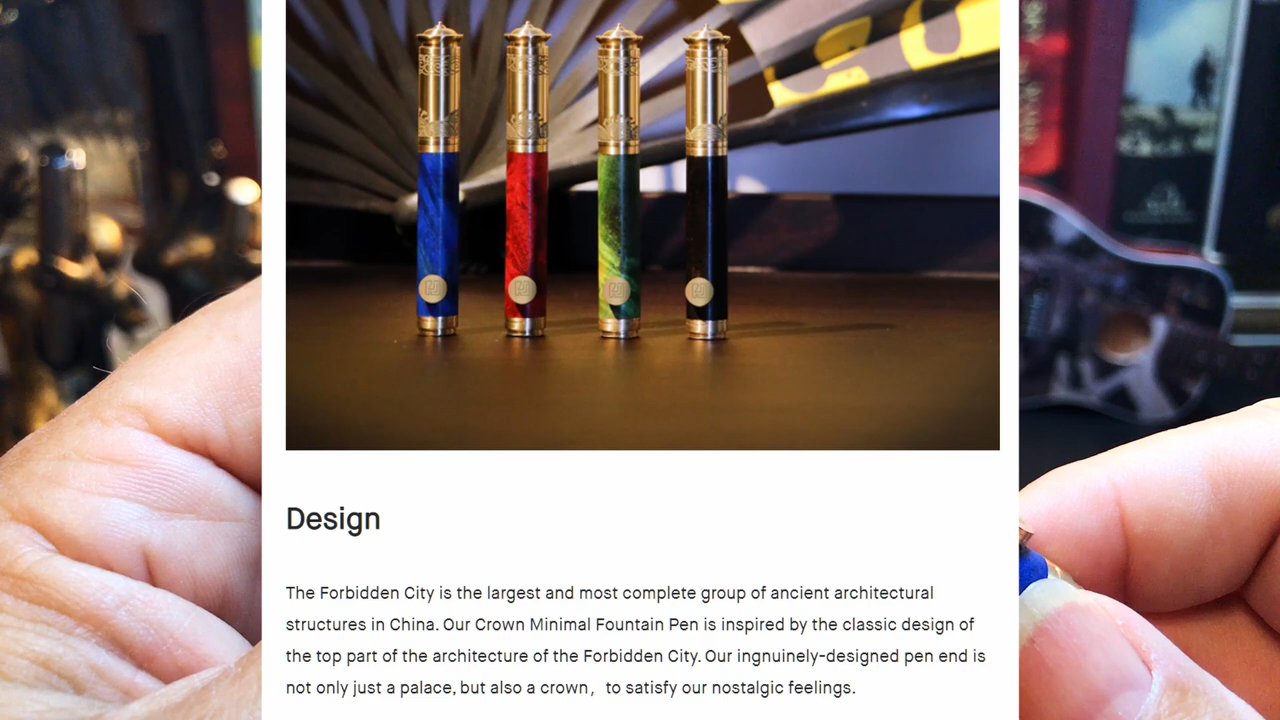 Design
The Forbidden City is the largest and most complete group of ancient architectural
structures in China. Our Crown Minimal Fountain Pen is inspired by the classic design of
the top part of the architecture of the Forbidden City. Our ingnuinely-designed pen end is
not only just a palace, but also a crown,  to satisfy our nostalgic feelings.